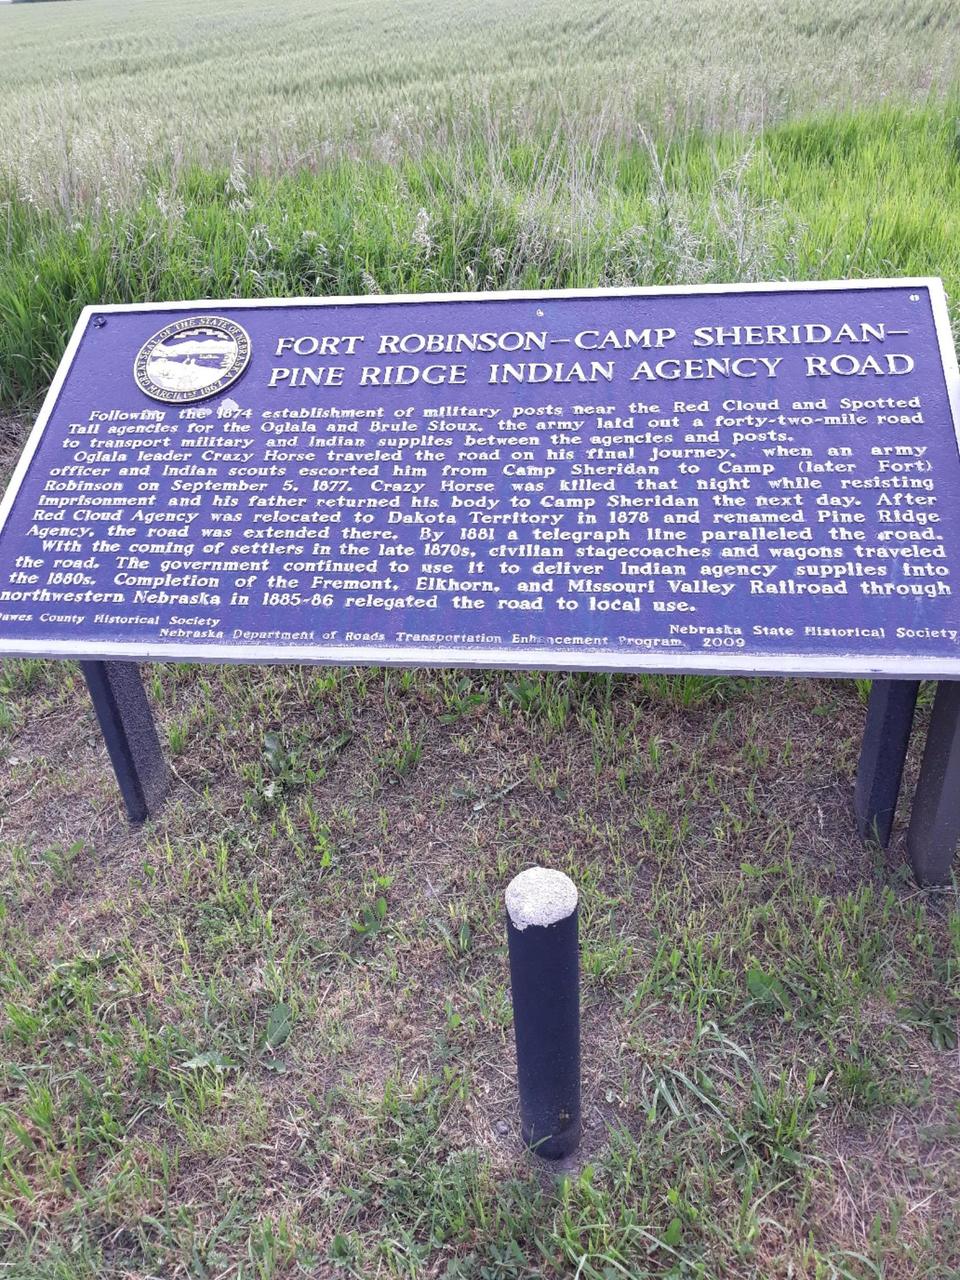 GREAT SEAL OF THE STATE OF NEBRASKA
MARCH 1ST 1867
FORT ROBINSON–CAMP SHERIDAN–
PINE RIDGE INDIAN AGENCY ROAD
Following the 1874 establishment of military posts near the Red Cloud and Spotted
Tail agencies for the Oglala and Brule Sioux, the army laid out a forty-two-mile road
to transport military and Indian supplies between the agencies and posts.
Oglala leader Crazy Horse traveled the road on his final journey, when an army
officer and Indian scouts escorted him from Camp Sheridan to Camp (later Fort)
Robinson on September 5, 1877. Crazy Horse was killed that night while resisting
imprisonment and his father returned his body to Camp Sheridan the next day. After
Red Cloud Agency was relocated to Dakota Territory in 1878 and renamed Pine Ridge
Agency, the road was extended there. By 1881 a telegraph line paralleled the road.
With the coming of settlers in the late 1870s, civilian stagecoaches and wagons traveled
the road. The government continued to use it to deliver Indian agency supplies into
the 1880s. Completion of the Fremont, Elkhorn, and Missouri Valley Railroad through
northwestern Nebraska in 1885-86 relegated the road to local use.
Dawes County Historical Society
Nebraska State Historical Society
Nebraska Department of Roads Transportation Enhancement Program, 2009